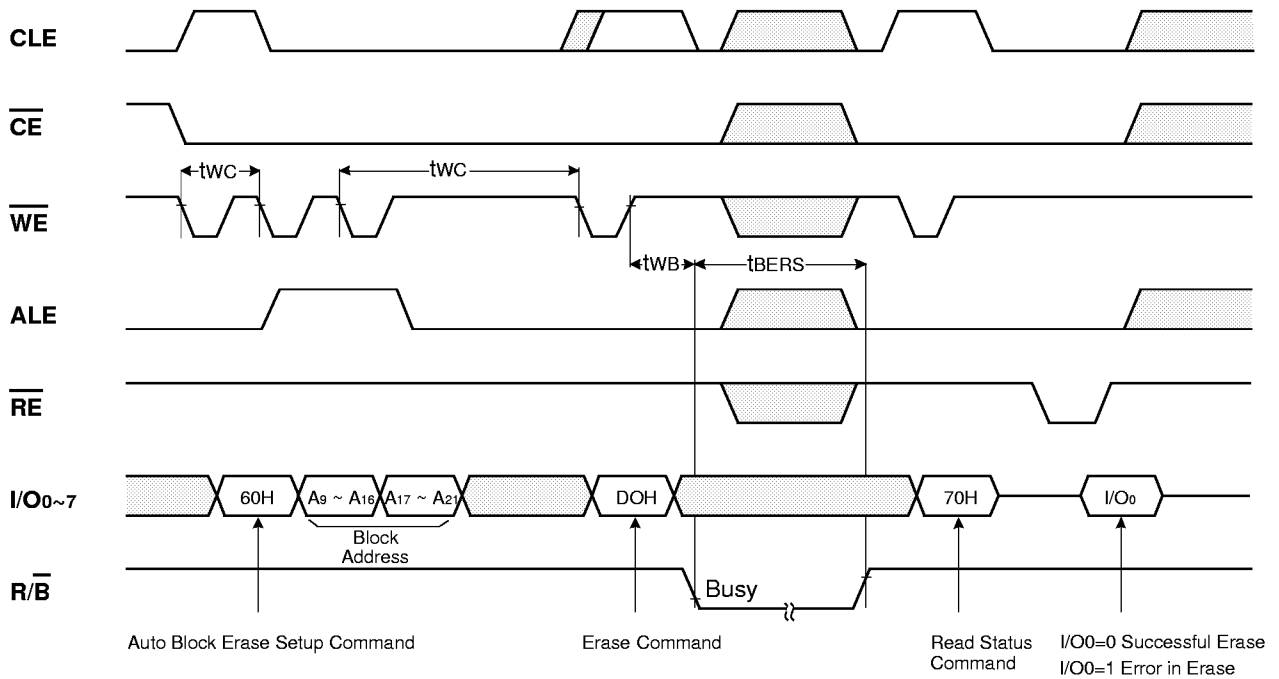 CLE
CE
tWC
tWC
WE
tWB
tBERS
ALE
RE
I/O0~7
60H
A9 ~ A16
A17 ~ A21
DOH
70H
I/O0
Block
Address
R/B
Busy
Auto Block Erase Setup Command
Erase Command
Read Status
Command
I/O0=0 Successful Erase
I/O0=1 Error in Erase